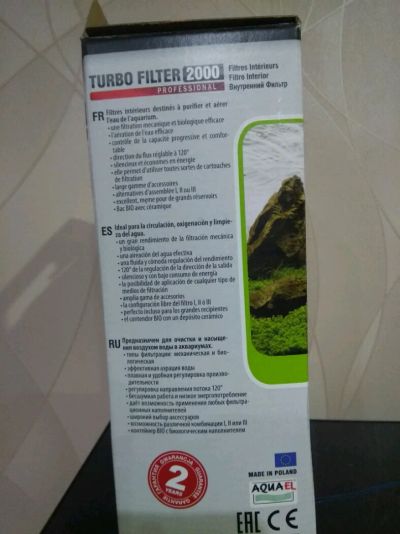 TURBO FILTER 2000
PROFESSIONAL
Filtres Intérieurs
Filtro Interior
Внутренний Фильтр
FR Filtres intérieurs destinés à purifier et aérer
l'eau de l'aquarium.
• une filtration mecanique et biologique efficace
• l'aération de l'eau efficace
• contrôle de la capacité progressive et comfor-
table
• direction du flux réglable à 120°
• silencieux et économes en énergie
• elle permet d'utiliser toutes sortes de cartouches
de filtration
• large gamme d'accessoires
• alternatives d'assemblée I, II ou III
• excellent, meme pour de grands réservoirs
• Bac BIO avec céramique
ES Ideal para la circulación, oxigenación y limpie-
za del agua.
• un gran rendimiento de la filtración mecánica
y biológica
• una aireación del agua efectiva
• una fluida y cómoda regulación del rendimiento
• 120° de la regulación de la dirección de la salida
• silencioso y con bajo consumo de energía
• la posibilidad de aplicación de cualquier tipo de
medios de filtración
• amplia gama de accesorios
• la configuración libre del filtro I, II ó III
• perfecto incluso para los grandes recipientes
• el contendor BIO con un depósito cerámico
RU Предназначен для очистки и насыще-
ния воздухом воды в аквариумах.
• типы фильтрации: механическая и био-
логическая
• эффективная аэрация воды
• плавная и удобная регулировка произво-
дительности
• регулировка направления потока 120°
• бесшумная работа и низкое энергопотребление
• даёт возможность применения любых фильтра-
ционных наполнителей
• широкий выбор аксессуаров
• возможность различной комбинации I, II или III
• контейнер BIO с биологическим наполнителем
GWARANCJA GUARANTEE
2
YEARS
MADE IN POLAND
AQUAEL
EAC CE